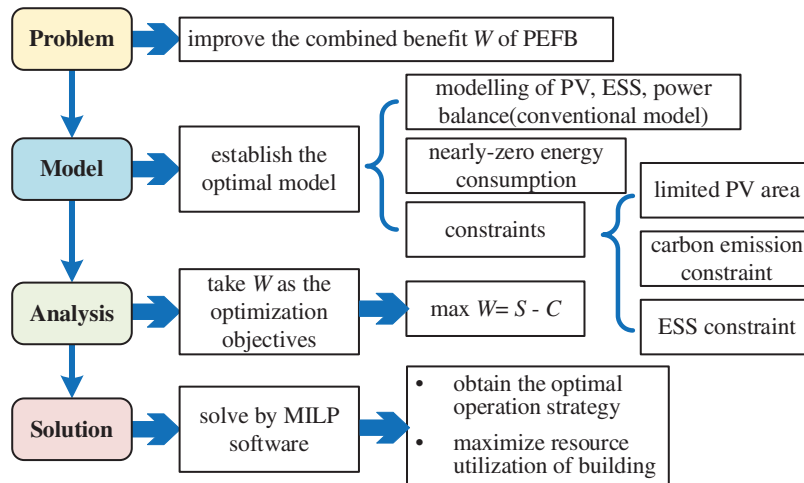 Problem
improve the combined benefit W of PEFB
modelling of PV, ESS, power
balance(conventional model)
Model
establish the
optimal model
nearly-zero energy
consumption
constraints
limited PV area
carbon emission
constraint
ESS constraint
Analysis
take W as the
optimization
objectives
max W= S - C
Solution
solve by MILP
software
• obtain the optimal
operation strategy
• maximize resource
utilization of building